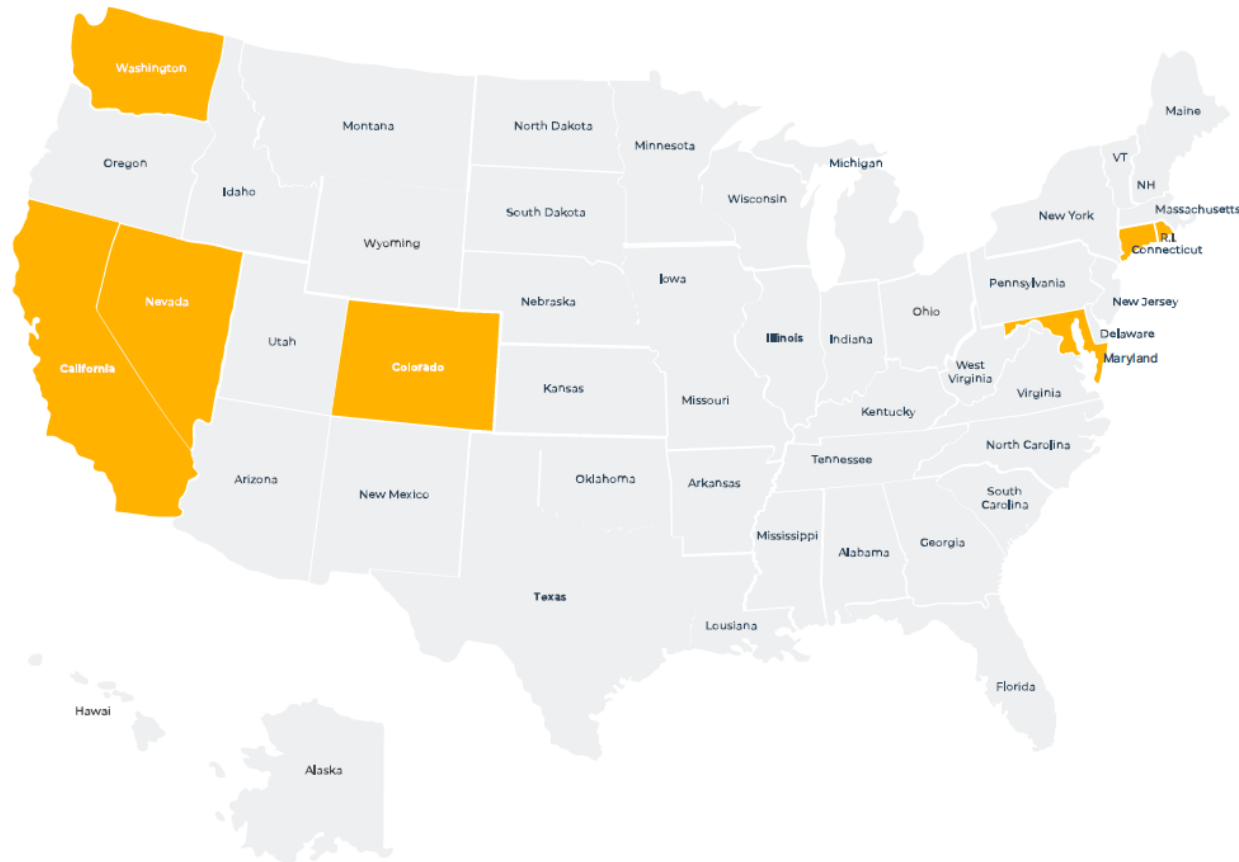 Washington
Montana
North Dakota
Minnesota
Michigan
Maine
Oregon
Idaho
VT
NH
Wisconsin
South Dakota
New York
Massachusetts
Wyoming
R.I.
Connecticut
Nevada
Nebraska
Iowa
Pennsylvania
New Jersey
Utah
Ohio
Illinois
Indiana
Delaware
California
Colorado
Maryland
Kansas
Missouri
West
Virginia
Virginia
Kentucky
North Carolina
Tennessee
Arizona
New Mexico
Oklahoma
Arkansas
South
Carolina
Mississippi
Alabama
Georgia
Texas
Lousiana
Florida
Hawai
Alaska